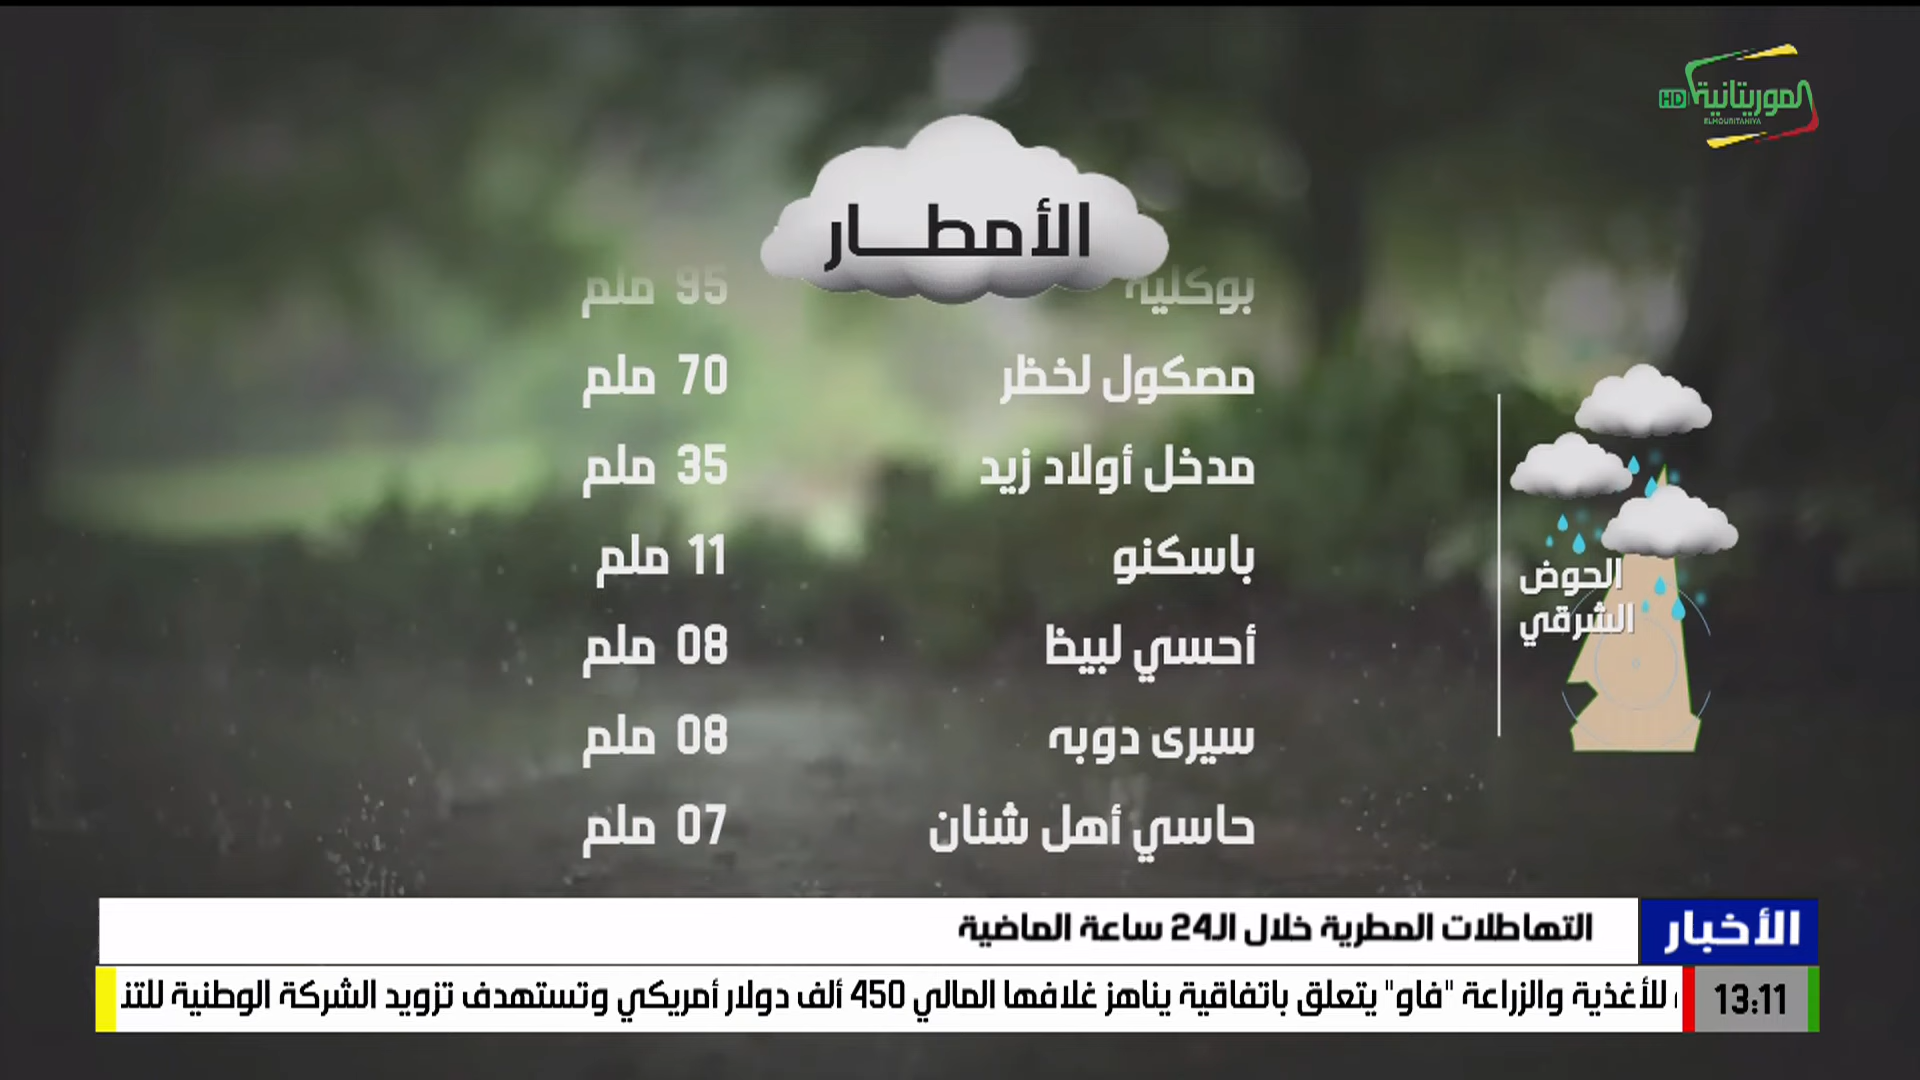 الموريتانية HD
ELMOURITANIYA
الأمطار
بوكلية 95 ملم
مصكول لخظر 70 ملم
مدخل أولاد زيد 35 ملم
باسكنو 11 ملم
أحسي لبيظ 08 ملم
سيرى دوبه 08 ملم
حاسي أهل شنان 07 ملم
الحوض
الشرقي
الأخبار
التهاطلات المطرية خلال الـ24 ساعة الماضية
13:11
للأغذية والزراعة "فاو" يتعلق باتفاقية يناهز غلافها المالي 450 ألف دولار أمريكي وتستهدف تزويد الشركة الوطنية